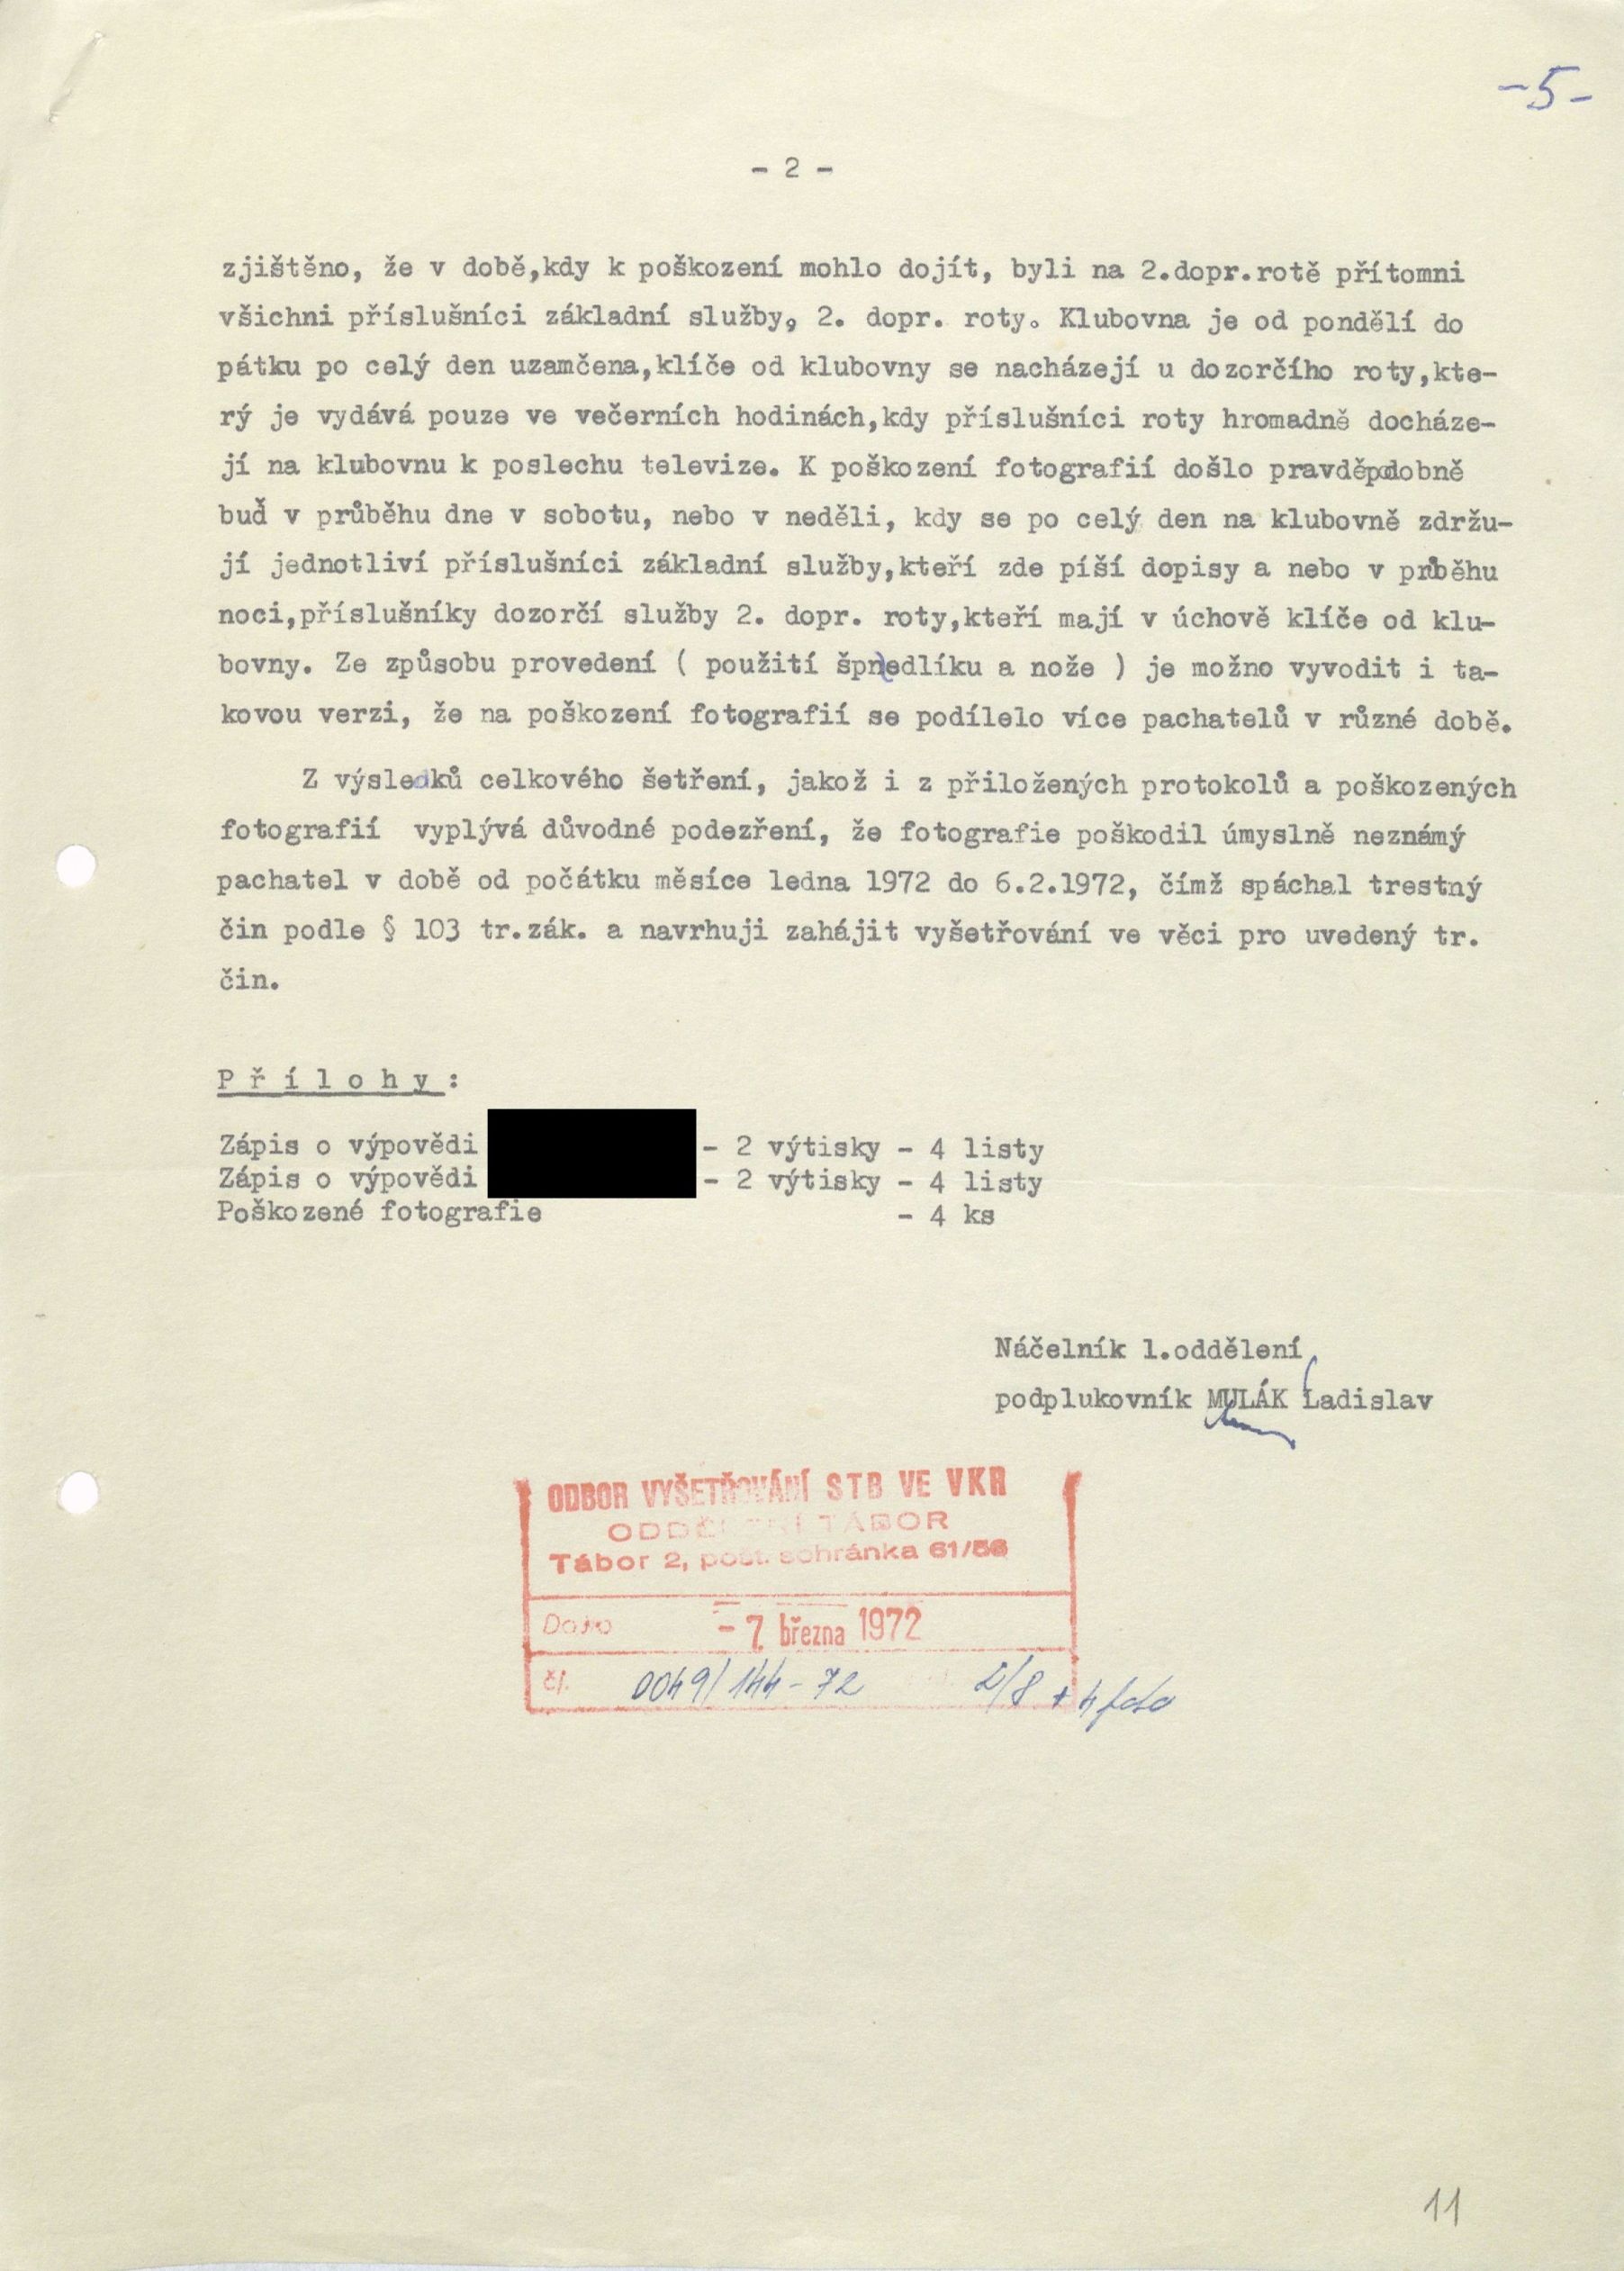 -5-
- 2 -
zjištěno, že v době,kdy k poškození mohlo dojít, byli na 2.dopr.rotě přítomni
všichni příslušníci základní služby, 2. dopr. roty. Klubovna je od pondělí do
pátku po celý den uzamčena,klíče od klubovny se nacházejí u dozorčího roty,kte-
rý je vydává pouze ve večerních hodinách,kdy příslušníci roty hromadně docháze-
jí na klubovnu k poslechu televize. K poškození fotografií došlo pravděpodobně
buď v průběhu dne v sobotu, nebo v neděli, kdy se po celý den na klubovně zdržu-
jí jednotliví příslušníci základní služby,kteří zde píší dopisy a nebo v průběhu
noci,příslušníky dozorčí služby 2. dopr. roty,kteří mají v úchově klíče od klu-
bovny. Ze způsobu provedení ( použití špendlíku a nože ) je možno vyvodit i ta-
kovou verzi, že na poškození fotografií se podílelo více pachatelů v různé době.
Z výsledků celkového šetření, jakož i z přiložených protokolů a poškozených
fotografií vyplývá důvodné podezření, že fotografie poškodil úmyslně neznámý
pachatel v době od počátku měsíce ledna 1972 do 6.2.1972, čímž spáchal trestný
čin podle § 103 tr.zák. a navrhuji zahájit vyšetřování ve věci pro uvedený tr.
čin.
P ř í l o h y :
Zápis o výpovědi - 2 výtisky - 4 listy
Zápis o výpovědi - 2 výtisky - 4 listy
Poškozené fotografie - 4 ks
Náčelník 1.oddělení
podplukovník MULÁK Ladislav
ODBOR VYŠETŘOVÁNÍ STB VE VKR
ODDĚLENÍ TÁBOR
Tábor 2, pošt. schránka 61/56
Došlo - 7. března 1972
čj. 0049/144-72 2/8 + 4 foto
11